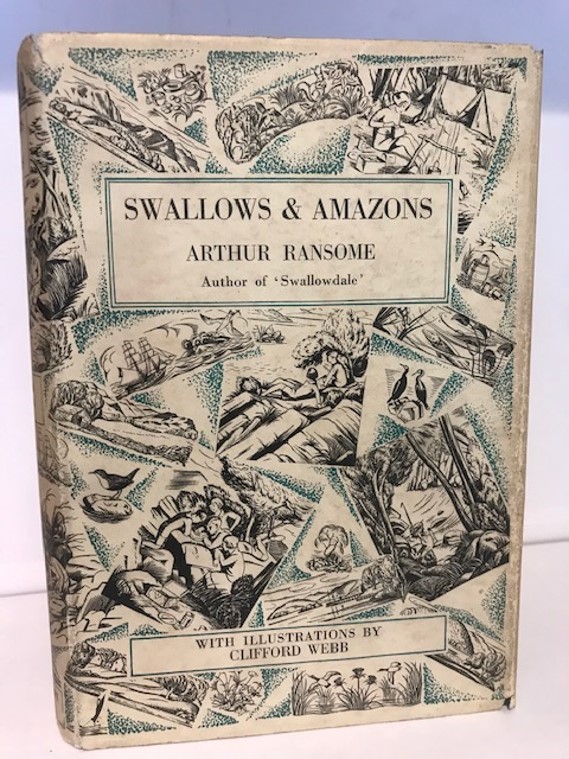 SWALLOWS & AMAZONS
ARTHUR RANSOME
Author of ‘Swallowdale’
WITH ILLUSTRATIONS BY
CLIFFORD WEBB